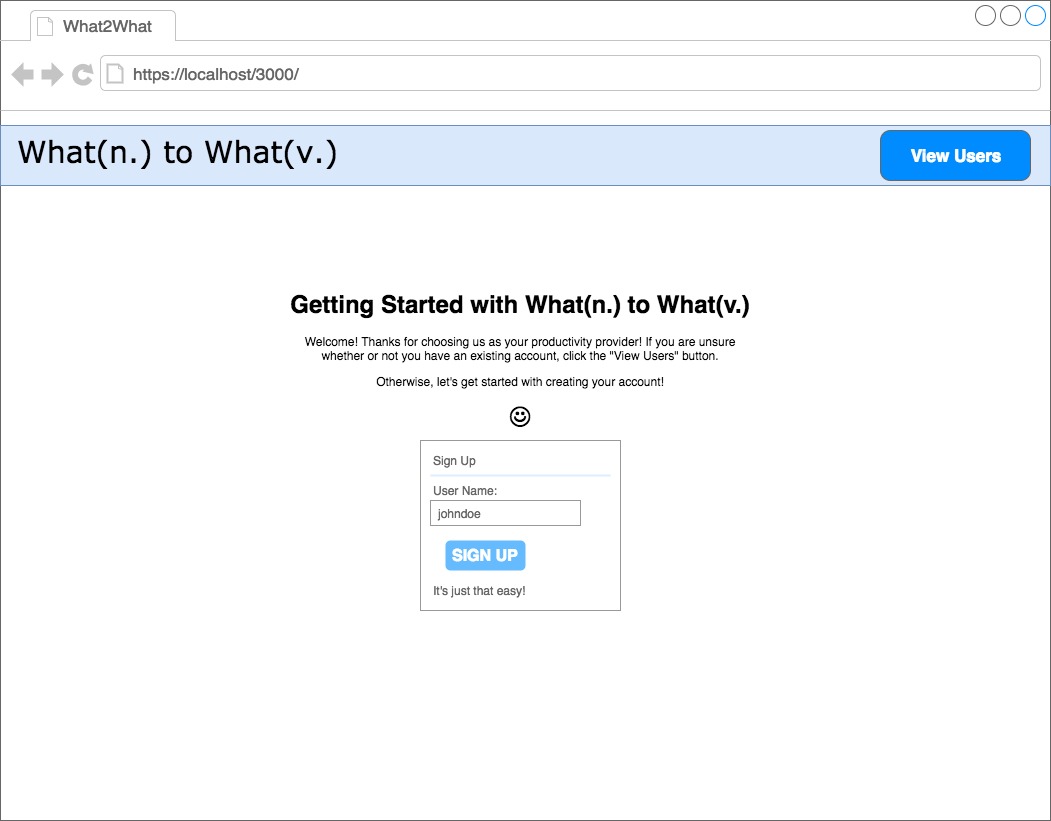 What2What
https://localhost/3000/
What(n.) to What(v.)
View Users
Getting Started with What(n.) to What(v.)
Welcome! Thanks for choosing us as your productivity provider! If you are unsure
whether or not you have an existing account, click the "View Users" button.
Otherwise, let's get started with creating your account!
Sign Up
User Name:
johndoe
SIGN UP
It's just that easy!